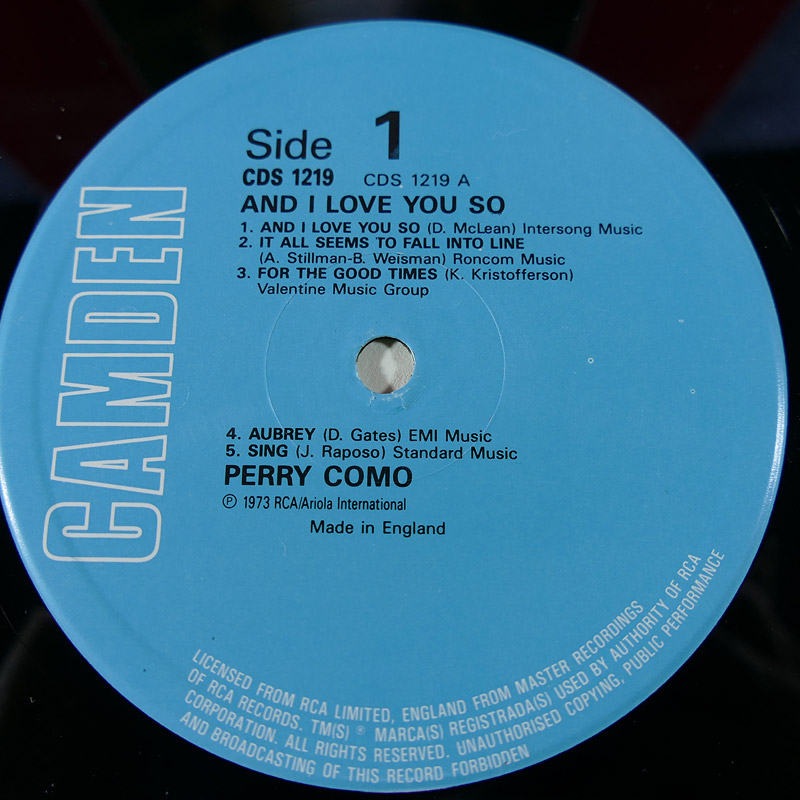 CAMDEN
Side 1
CDS 1219 CDS 1219 A
AND I LOVE YOU SO
1. AND I LOVE YOU SO (D. McLean) Intersong Music
2. IT ALL SEEMS TO FALL INTO LINE
(A. Stillman-B. Weisman) Roncom Music
3. FOR THE GOOD TIMES (K. Kristofferson)
Valentine Music Group
4. AUBREY (D. Gates) EMI Music
5. SING (J. Raposo) Standard Music
PERRY COMO
℗ 1973 RCA/Ariola International
Made in England
LICENSED FROM RCA LIMITED, ENGLAND FROM MASTER RECORDINGS
OF RCA RECORDS. TM(S) ® MARCA(S) REGISTRADA(S) USED BY AUTHORITY OF RCA
CORPORATION. ALL RIGHTS RESERVED. UNAUTHORISED COPYING, PUBLIC PERFORMANCE
AND BROADCASTING OF THIS RECORD FORBIDDEN